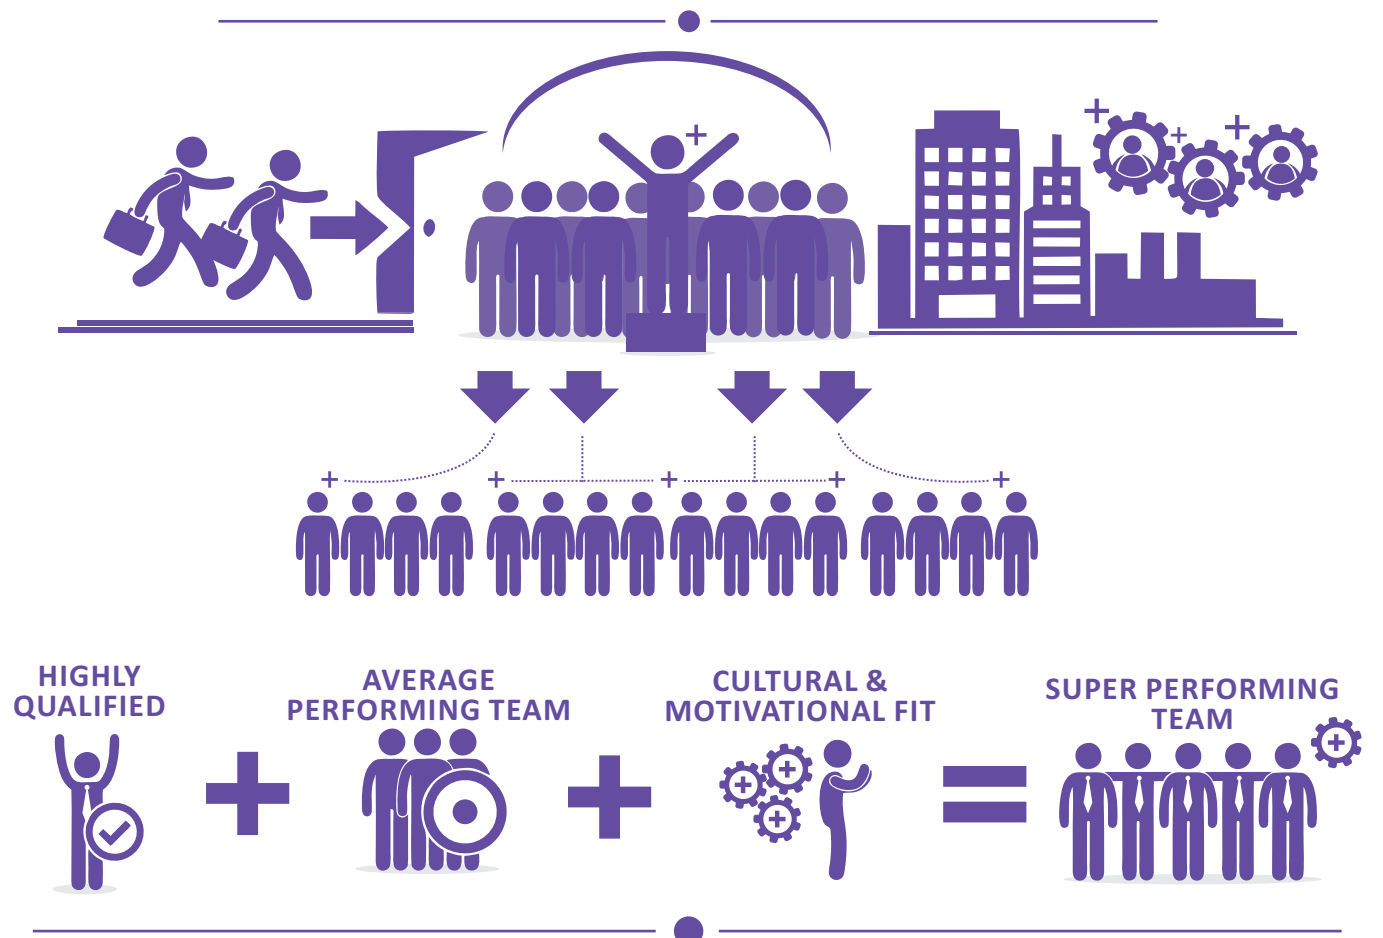 HIGHLY
QUALIFIED
AVERAGE
PERFORMING TEAM
CULTURAL &
MOTIVATIONAL FIT
SUPER PERFORMING
TEAM